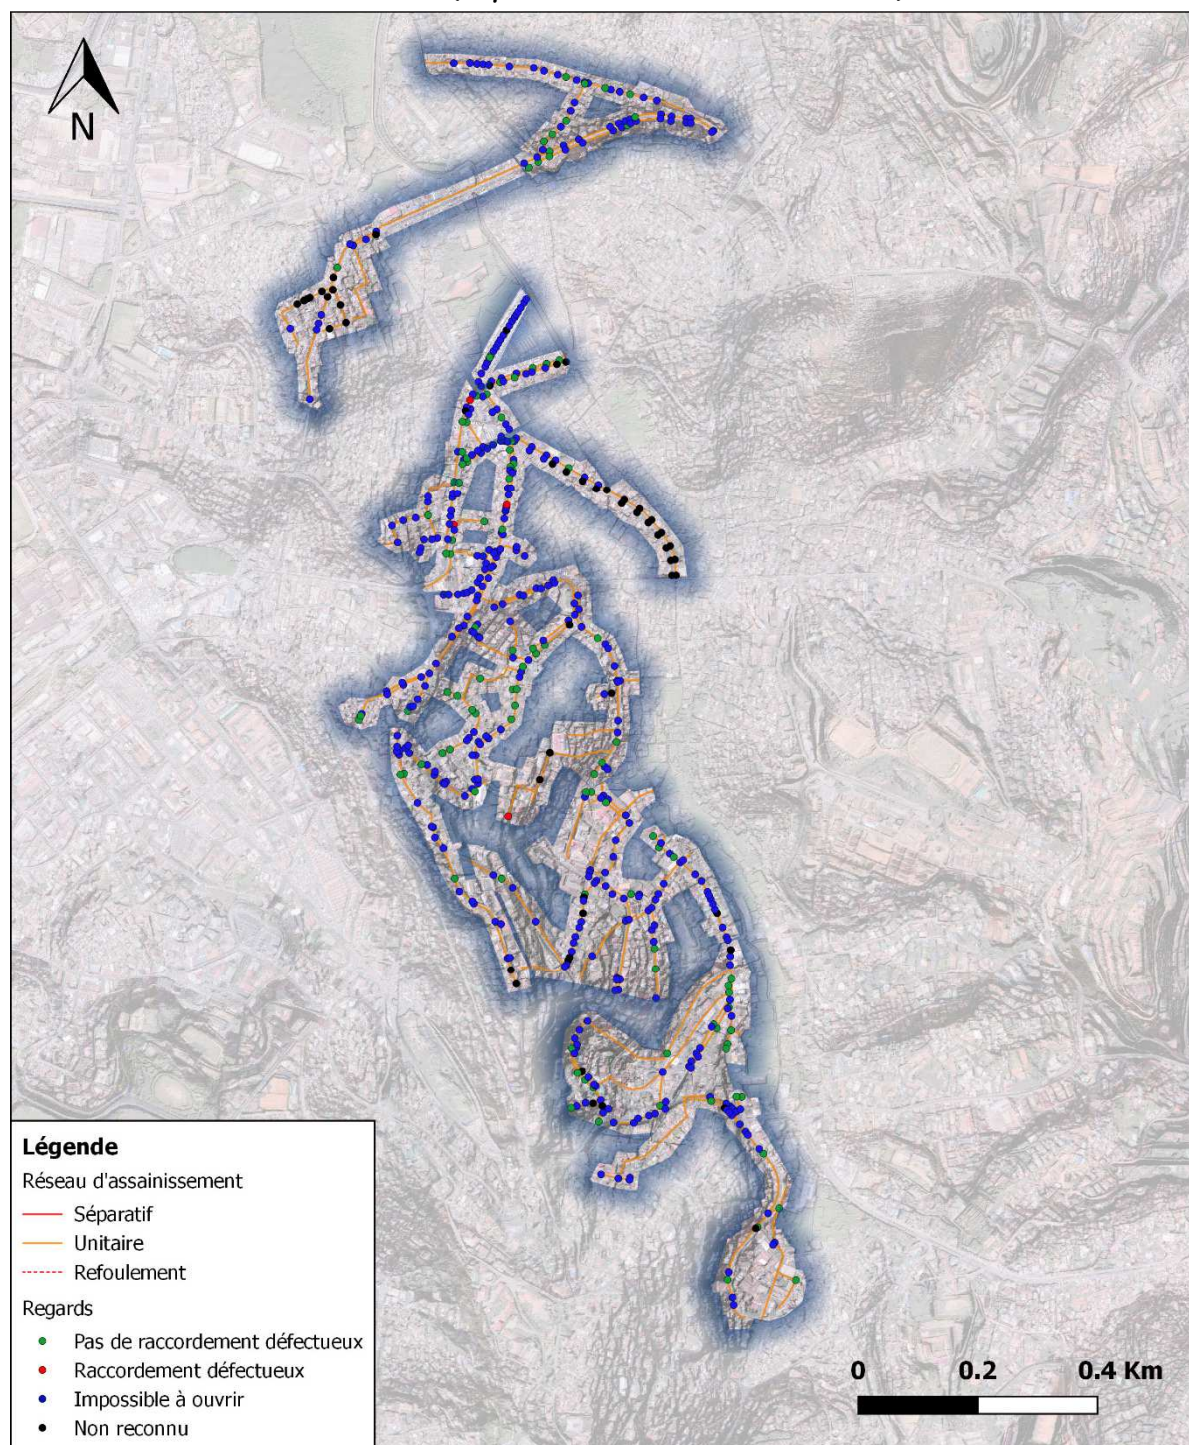 N
Légende
Réseau d'assainissement
Séparatif
Unitaire
Refoulement
Regards
Pas de raccordement défectueux
Raccordement défectueux
Impossible à ouvrir
Non reconnu
0 0.2 0.4 Km